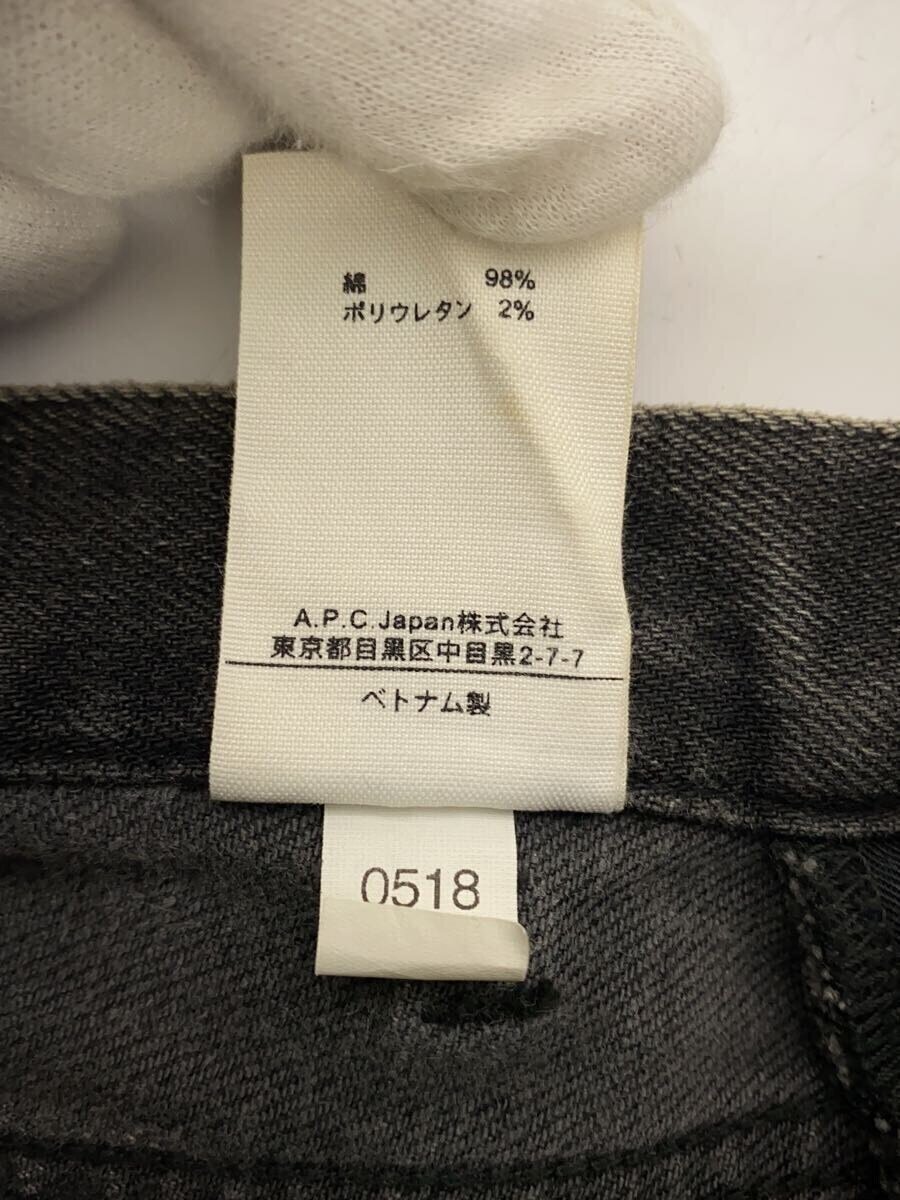 綿 98%
ポリウレタン 2%
A.P.C.Japan株式会社
東京都目黒区中目黒2-7-7
ベトナム製
0518